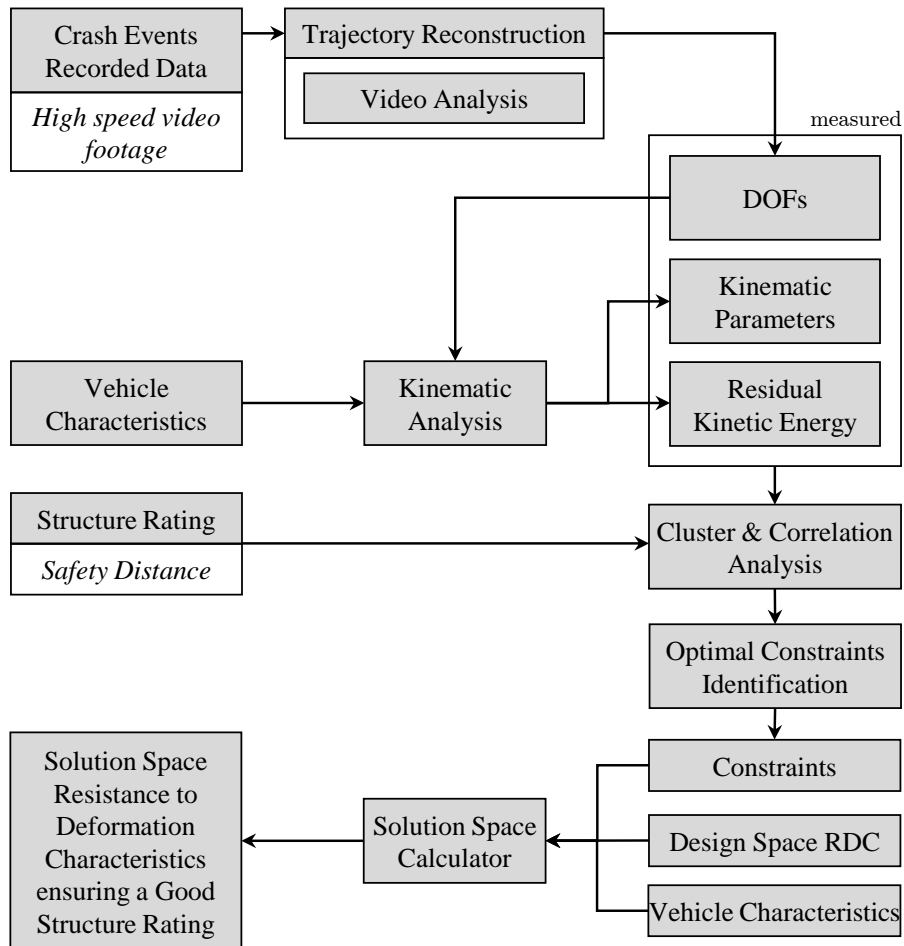 Crash Events
Recorded Data
High speed video
footage
Trajectory Reconstruction
Video Analysis
measured
DOFs
Kinematic
Parameters
Residual
Kinetic Energy
Vehicle
Characteristics
Kinematic
Analysis
Structure Rating
Safety Distance
Cluster & Correlation
Analysis
Optimal Constraints
Identification
Constraints
Design Space RDC
Vehicle Characteristics
Solution Space
Calculator
Solution Space
Resistance to
Deformation
Characteristics
ensuring a Good
Structure Rating